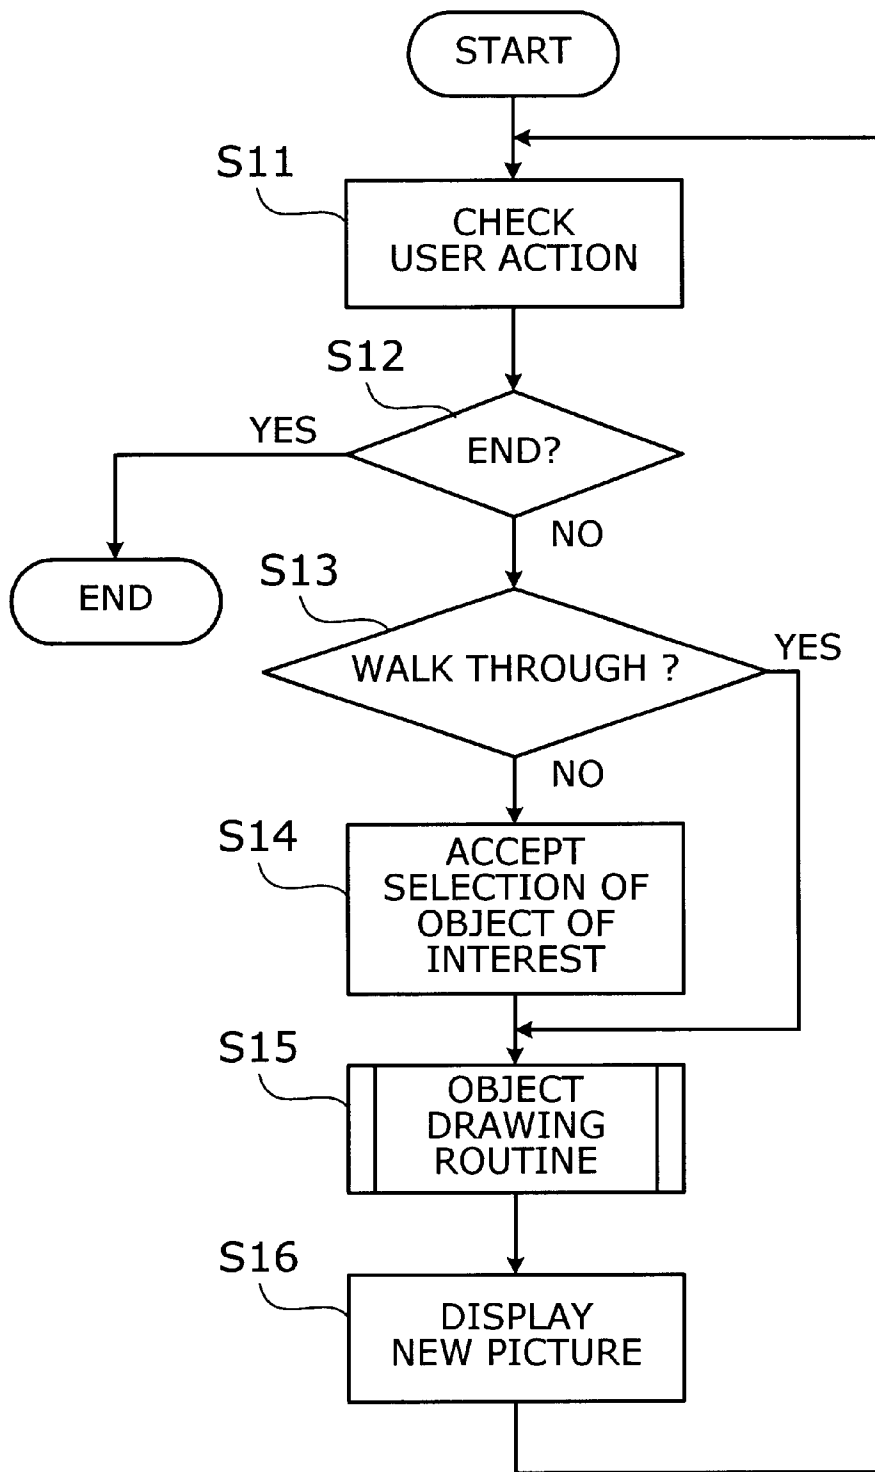 START
S11
CHECK
USER ACTION
S12
YES
END?
NO
END
S13
YES
WALK THROUGH ?
NO
S14
ACCEPT
SELECTION OF
OBJECT OF
INTEREST
S15
OBJECT
DRAWING
ROUTINE
S16
DISPLAY
NEW PICTURE